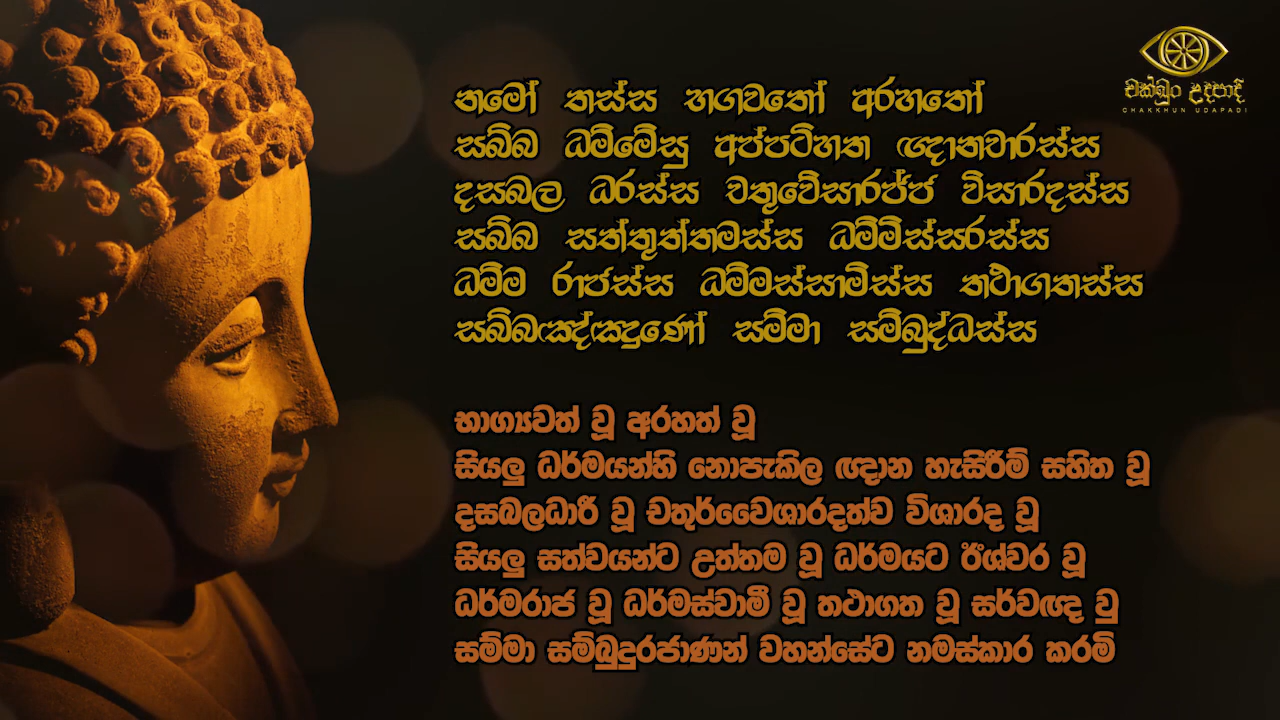 චක්ඛුං උදපාදි
CHAKKHUN UDAPADI
නමෝ තස්ස භගවතෝ අරහතෝ
සබ්බ ධම්මේසු අප්පටිහත ඥානචාරස්ස
දසබල ධරස්ස චතුවේසාරජ්ජ විසාරදස්ස
සබ්බ සත්තුත්තමස්ස ධම්මිස්සරස්ස
ධම්ම රාජස්ස ධම්මස්සාමිස්ස තථාගතස්ස
සබ්බඤ්ඤුණෝ සම්මා සම්බුද්ධස්ස
භාග්‍යවත් වූ අරහත් වූ
සියලු ධර්මයන්හි නොපැකිල ඥාන හැසිරීම් සහිත වූ
දසබලධාරී වූ චතුර්වෛශාරදත්ව විශාරද වූ
සියලු සත්වයන්ට උත්තම වූ ධර්මයට ඊශ්වර වූ
ධර්මරාජ වූ ධර්මස්වාමී වූ තථාගත වූ සර්වඥ වු
සම්මා සම්බුදුරජාණන් වහන්සේට නමස්කාර කරමි